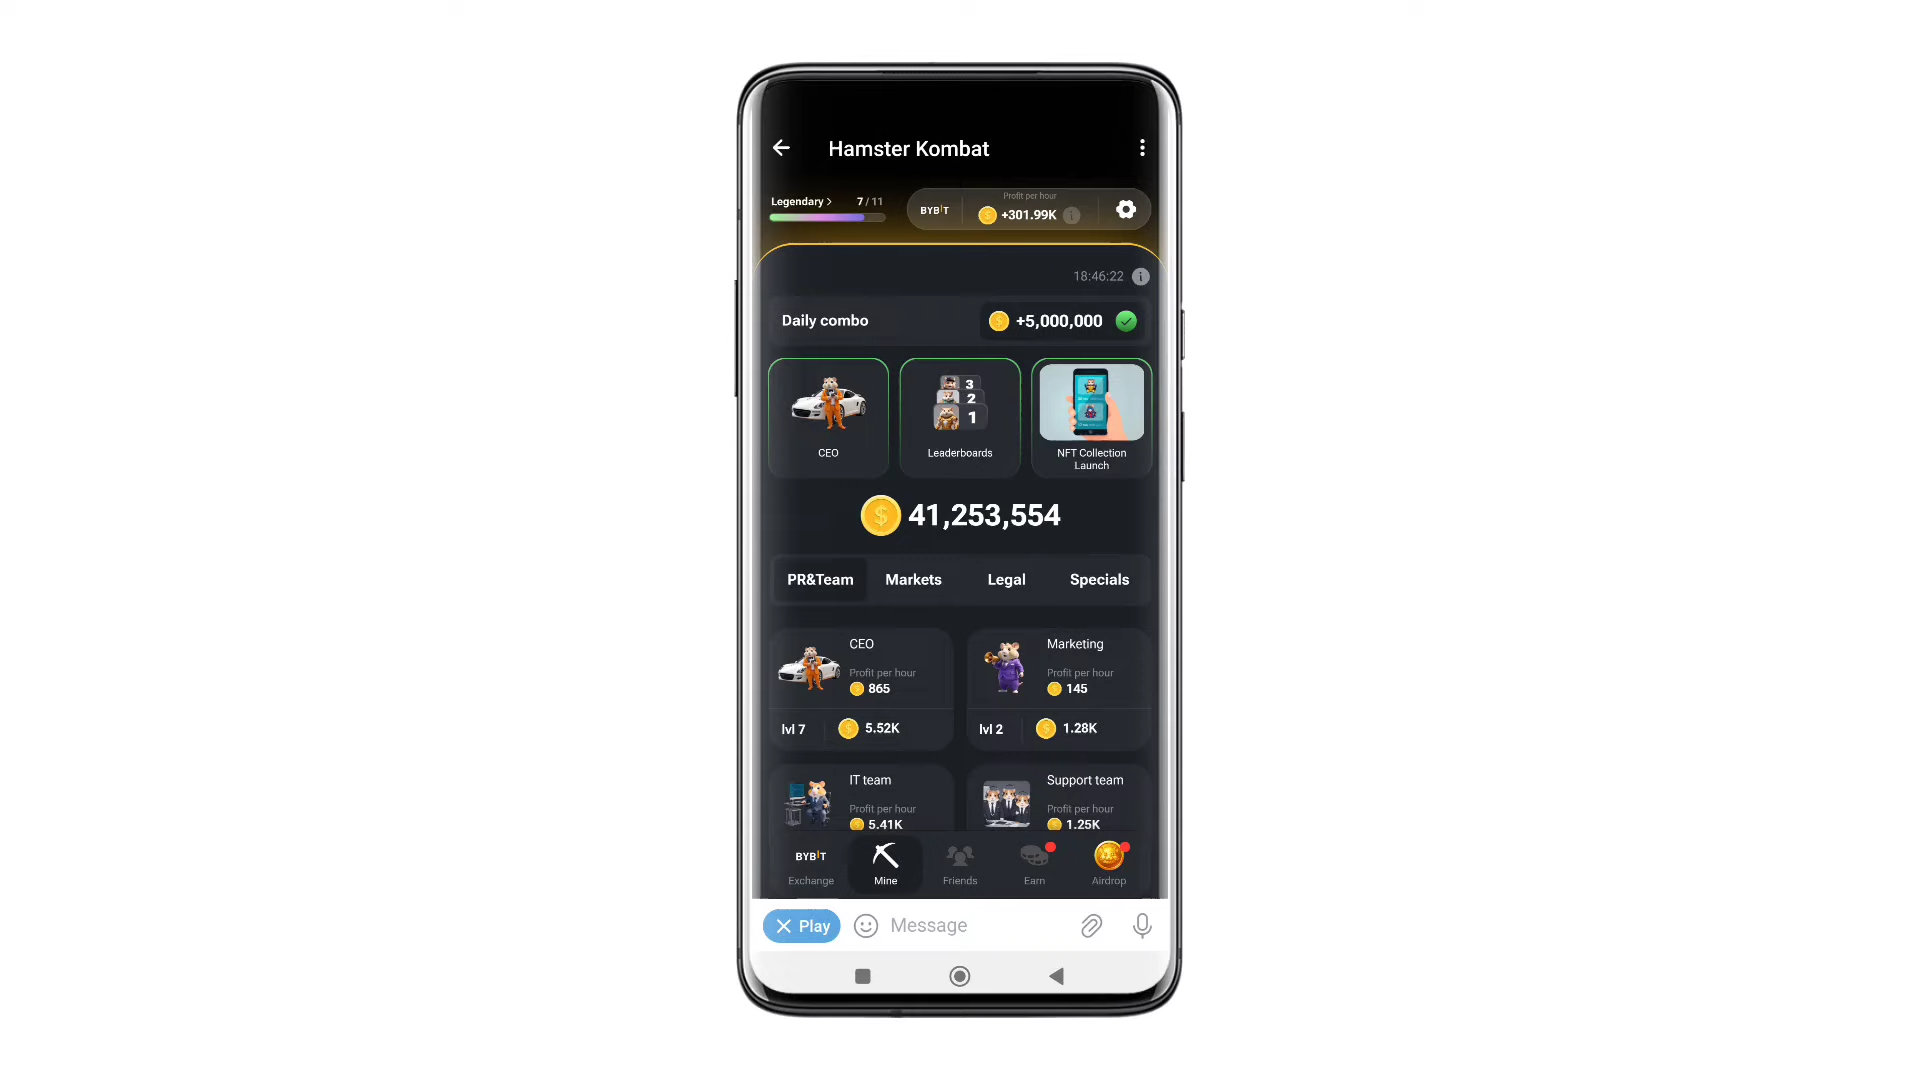 Hamster Kombat
Legendary > 7 / 11
BYBIT
Profit per hour
+301.99K
18:46:22
Daily combo
+5,000,000
3
2
1
CEO
Leaderboards
NFT Collection
Launch
41,253,554
PR&Team Markets Legal Specials
CEO
Profit per hour
865
lvl 7 5.52K
Marketing
Profit per hour
145
lvl 2 1.28K
IT team
Profit per hour
5.41K
Support team
Profit per hour
1.25K
BYBIT
Exchange Mine Friends Earn Airdrop
Play Message